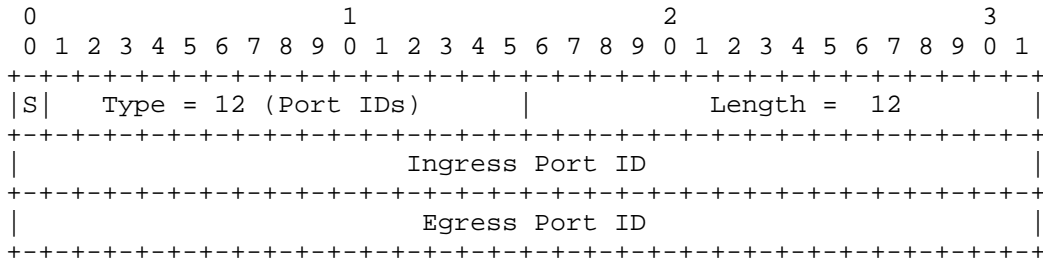 0                   1                   2                   3
 0 1 2 3 4 5 6 7 8 9 0 1 2 3 4 5 6 7 8 9 0 1 2 3 4 5 6 7 8 9 0 1
+-+-+-+-+-+-+-+-+-+-+-+-+-+-+-+-+-+-+-+-+-+-+-+-+-+-+-+-+-+-+-+-+
|S|   Type = 12 (Port IDs)      |           Length =  12        |
+-+-+-+-+-+-+-+-+-+-+-+-+-+-+-+-+-+-+-+-+-+-+-+-+-+-+-+-+-+-+-+-+
|                        Ingress Port ID                        |
+-+-+-+-+-+-+-+-+-+-+-+-+-+-+-+-+-+-+-+-+-+-+-+-+-+-+-+-+-+-+-+-+
|                         Egress Port ID                        |
+-+-+-+-+-+-+-+-+-+-+-+-+-+-+-+-+-+-+-+-+-+-+-+-+-+-+-+-+-+-+-+-+